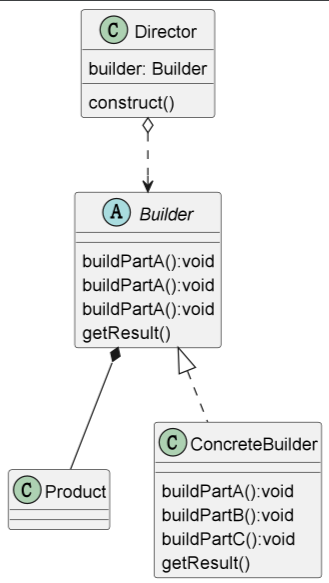 C Director
builder: Builder
construct()
A Builder
buildPartA():void
buildPartA():void
buildPartA():void
getResult()
C Product
C ConcreteBuilder
buildPartA():void
buildPartB():void
buildPartC():void
getResult()